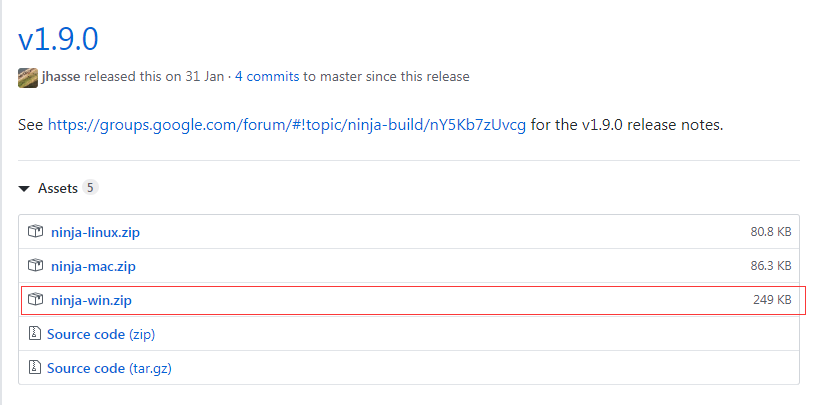 v1.9.0
jhasse released this on 31 Jan · 4 commits to master since this release
See https://groups.google.com/forum/#!topic/ninja-build/nY5Kb7zUvcg for the v1.9.0 release notes.
Assets 5
ninja-linux.zip 80.8 KB
ninja-mac.zip 86.3 KB
ninja-win.zip 249 KB
Source code (zip)
Source code (tar.gz)